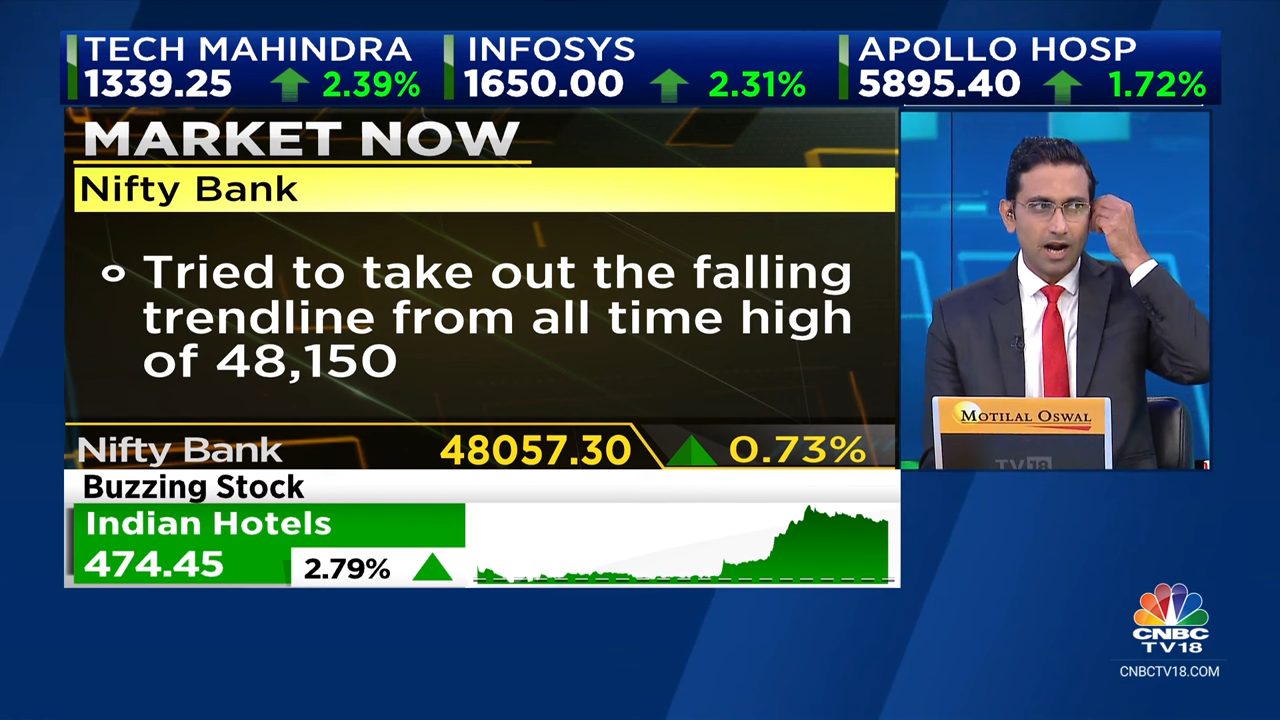 TECH MAHINDRA
1339.25 2.39%
INFOSYS
1650.00 2.31%
APOLLO HOSP
5895.40 1.72%
MARKET NOW
Nifty Bank
Tried to take out the falling
trendline from all time high
of 48,150
Nifty Bank 48057.30 0.73%
Buzzing Stock
Indian Hotels
474.45 2.79%
MOTILAL OSWAL
TV18
CNBC
TV18
CNBCTV18.COM